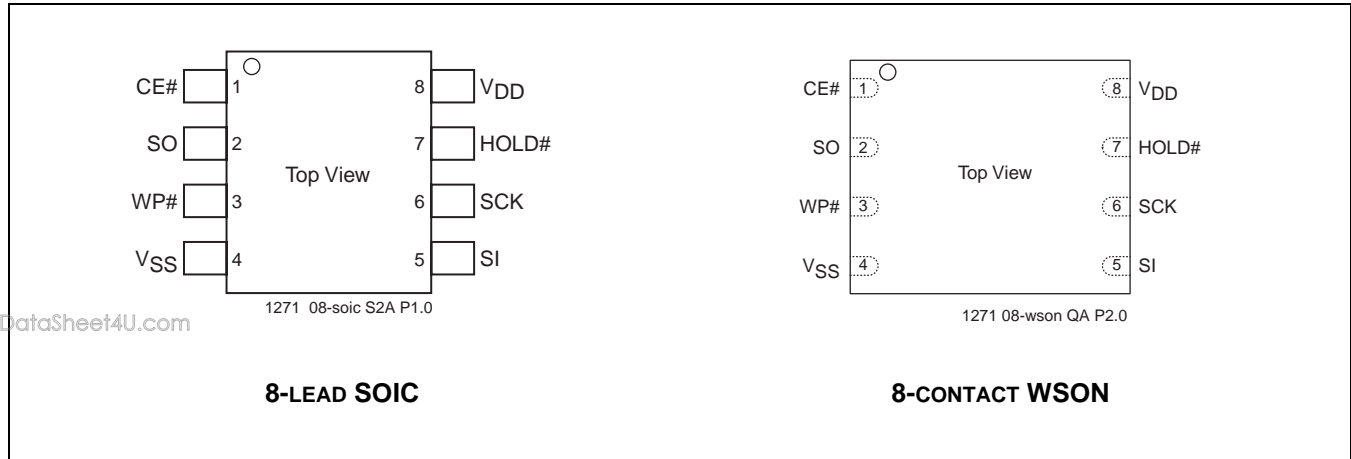 CE# 1 8 VDD
SO 2 7 HOLD#
Top View
WP# 3 6 SCK
VSS 4 5 SI
1271 08-soic S2A P1.0
8-LEAD SOIC
CE# 1 8 VDD
SO 2 7 HOLD#
Top View
WP# 3 6 SCK
VSS 4 5 SI
1271 08-wson QA P2.0
8-CONTACT WSON
DataSheet4U.com